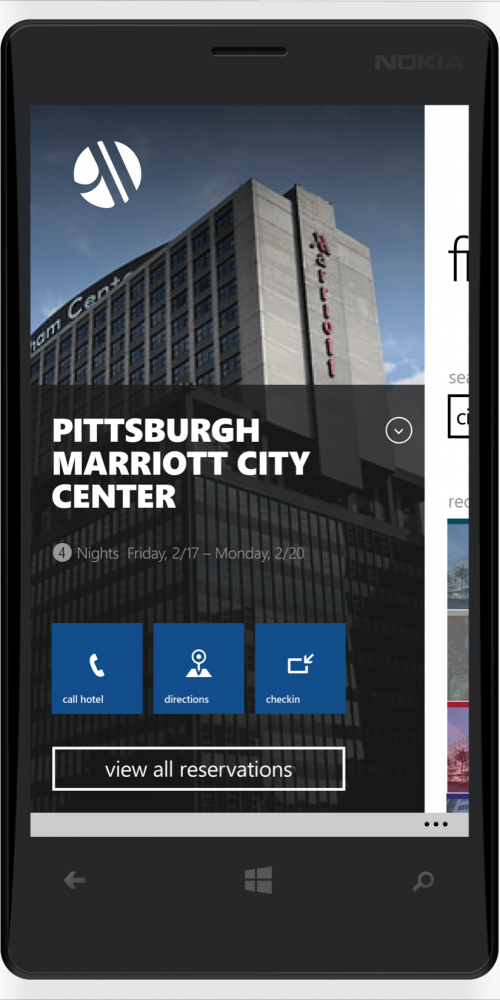 NOKIA
ham Cente
Marriott
fi
PITTSBURGH
MARRIOTT CITY
CENTER
sea
ci
4 Nights Friday, 2/17 – Monday, 2/20
rec
call hotel
directions
checkin
view all reservations
•••